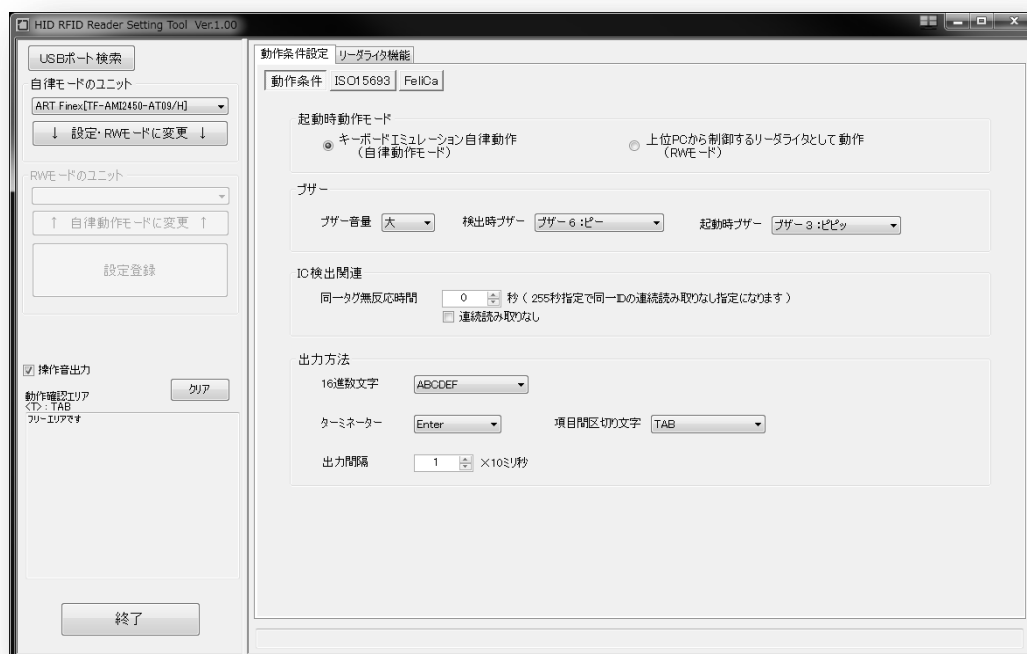 HID RFID Reader Setting Tool Ver.1.00
USBポート検索
自律モードのユニット
ART Finex[TF-AMI2450-AT09/H]
↓ 設定・RWモードに変更 ↓
RWモードのユニット
↑ 自律動作モードに変更 ↑
設定登録
操作音出力
動作確認エリア
<T>：TAB
クリア
フリーエリアです
終了
動作条件設定 リーダライタ機能
動作条件 ISO15693 FeliCa
起動時動作モード
キーボードエミュレーション自律動作
（自律動作モード）
上位PCから制御するリーダライタとして動作
（RWモード）
ブザー
ブザー音量 大 検出時ブザー ブザー6：ピー 起動時ブザー ブザー3：ピピッ
IC検出関連
同一タグ無反応時間 0 秒（255秒指定で同一IDの連続読み取りなし指定になります）
連続読み取りなし
出力方法
16進数文字 ABCDEF
ターミネーター Enter 項目間区切り文字 TAB
出力間隔 1 ×10ミリ秒